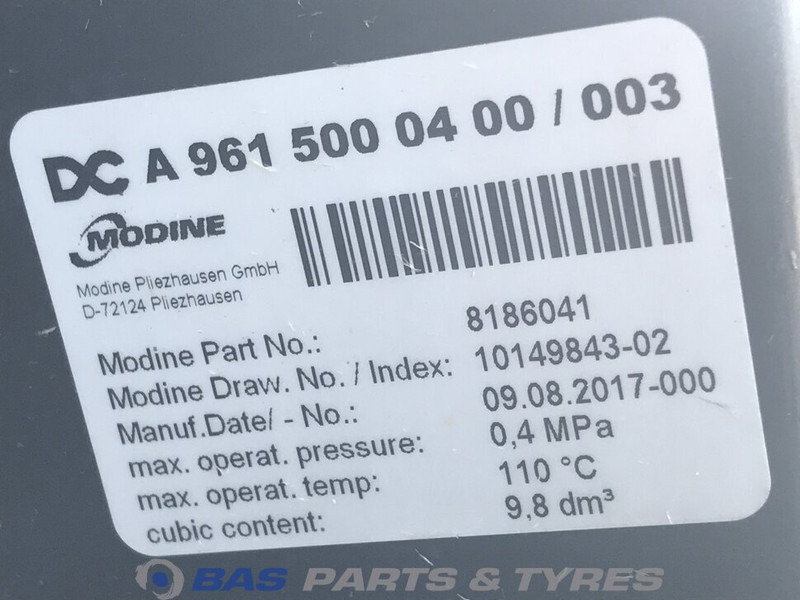 DC A 961 500 04 00 / 003
MODINE
Modine Pliezhausen GmbH
D-72124 Pliezhausen
Modine Part No.: 8186041
Modine Draw. No. / Index: 10149843-02
Manuf.Date/ - No.: 09.08.2017-000
max. operat. pressure: 0,4 MPa
max. operat. temp: 110 °C
cubic content: 9,8 dm³
BAS PARTS & TYRES